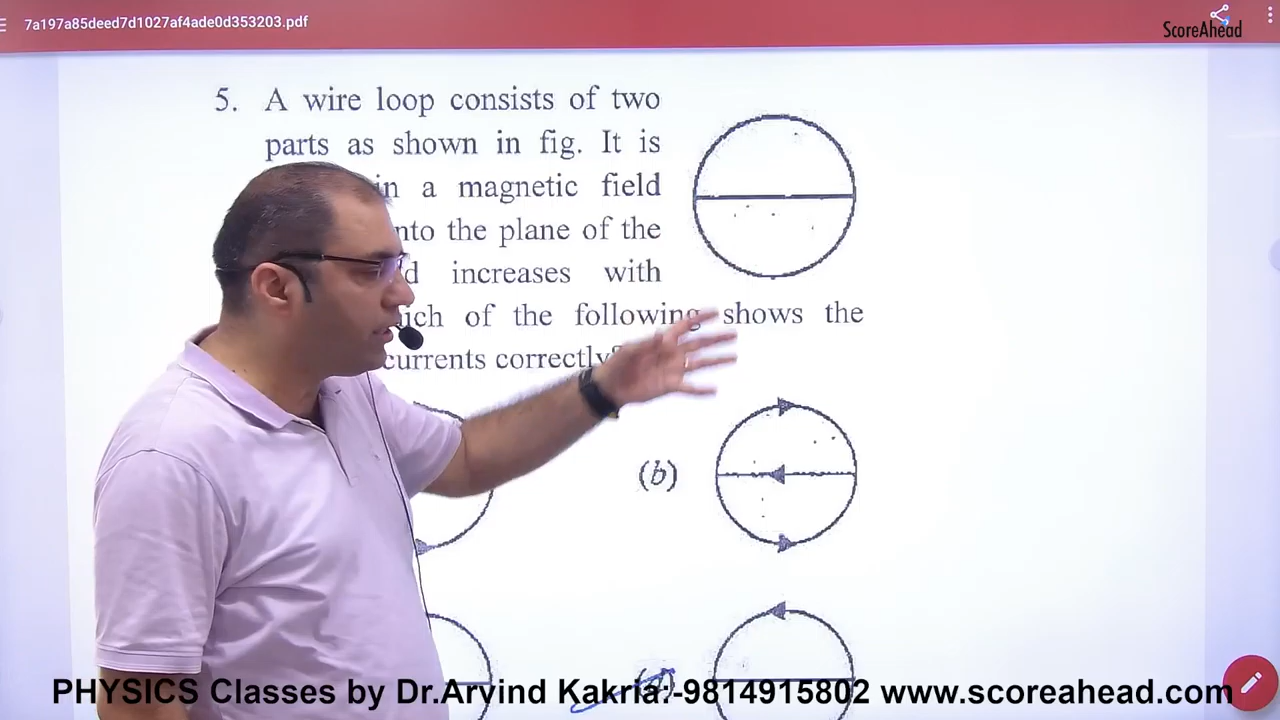 7a197a85deed7d1027af4ade0d353203.pdf
ScoreAhead
5. A wire loop consists of two
parts as shown in fig. It is
in a magnetic field
nto the plane of the
d increases with
ich of the following shows the
currents correctly?
(b)
PHYSICS Classes by Dr.Arvind Kakria:-9814915802 www.scoreahead.com